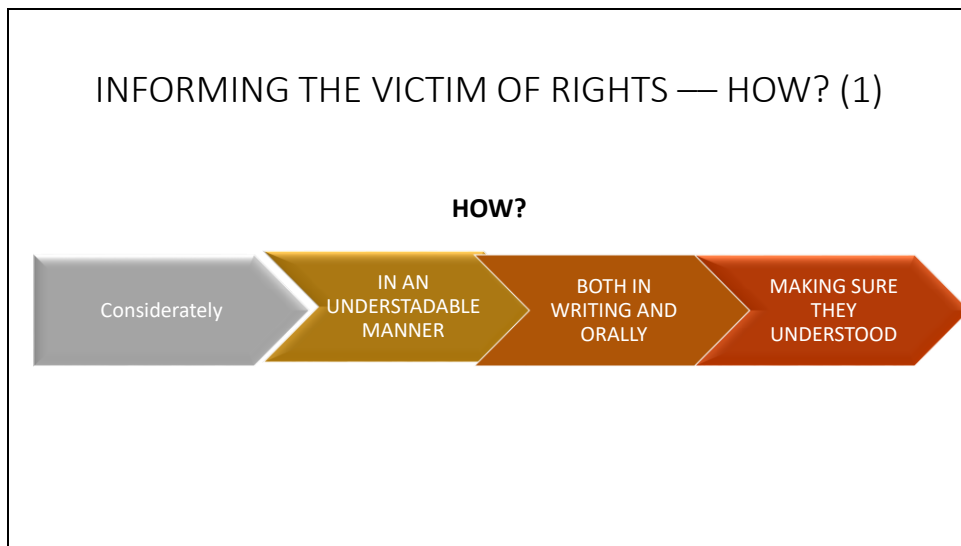 INFORMING THE VICTIM OF RIGHTS — HOW? (1)
HOW?
Considerately
IN AN
UNDERSTADABLE
MANNER
BOTH IN
WRITING AND
ORALLY
MAKING SURE
THEY
UNDERSTOOD